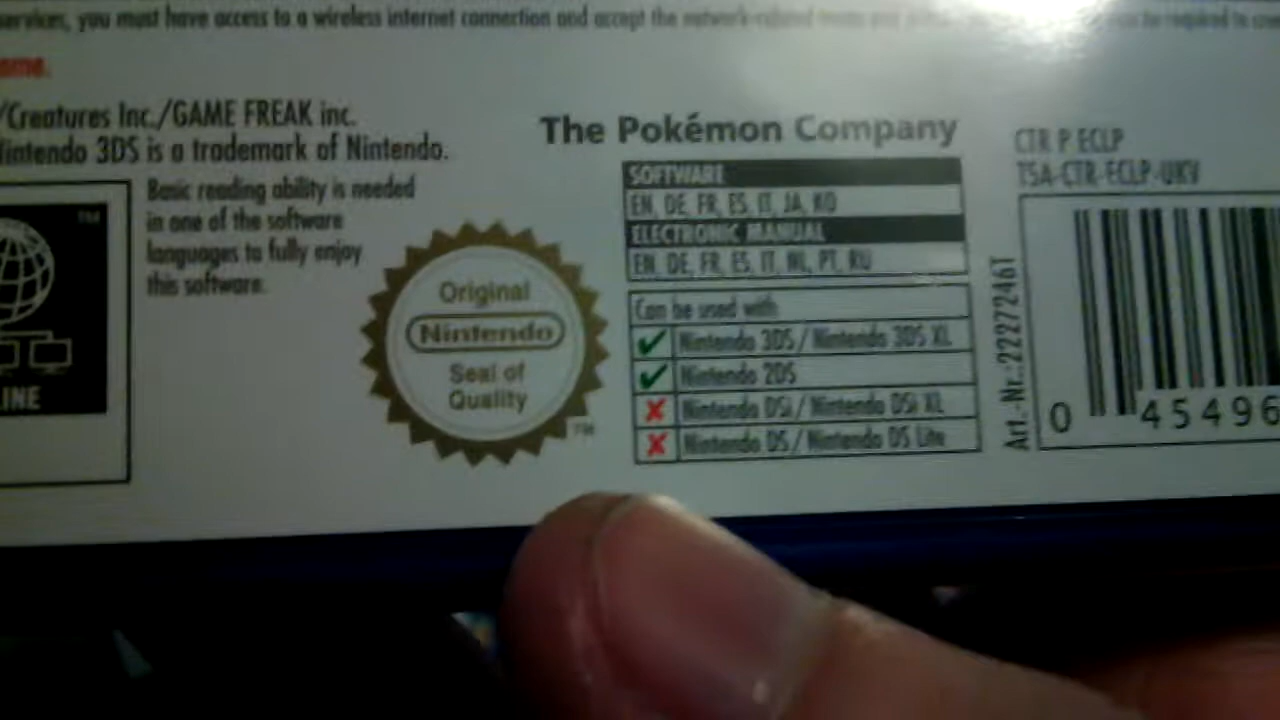 services, you must have access to a wireless internet connection and accept the network-related
/Creatures Inc./GAME FREAK inc.
Nintendo 3DS is a trademark of Nintendo.
Basic reading ability is needed
in one of the software
languages to fully enjoy
this software.
TM
LINE
Original
Nintendo
Seal of
Quality
TM
The Pokémon Company
SOFTWARE
EN, DE, FR, ES, IT, JA, KO
ELECTRONIC MANUAL
EN, DE, FR, ES, IT, NL, PT, RU
Can be used with
Nintendo 3DS / Nintendo 3DS XL
Nintendo 2DS
Nintendo DSi / Nintendo DSi XL
Nintendo DS / Nintendo DS Lite
CTR P ECLP
TSA-CTR-ECLP-UKV
Art.-Nr.:2227246T
0 45496